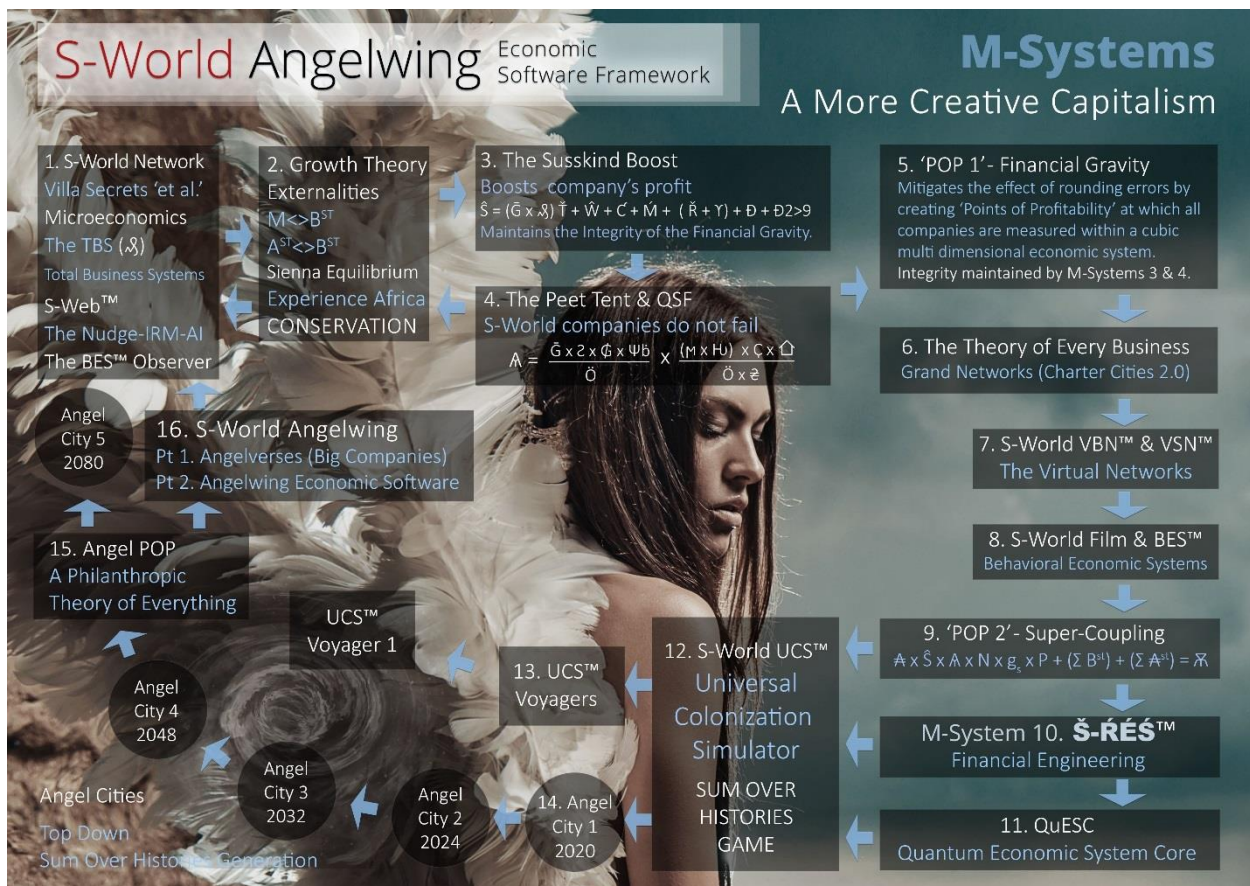 S-World Angelwing Economic
Software Framework
M-Systems
A More Creative Capitalism
1. S-World Network
Villa Secrets ‘et al.’
Microeconomics
The TBS (
Total Business Systems
S-Web™
The Nudge-IRM-AI
The BES™ Observer
2. Growth Theory
Externalities
M<>Bˢᵀ
Aˢᵀ<>Bˢᵀ
Sienna Equilibrium
Experience Africa
CONSERVATION
3. The Susskind Boost
Boosts company’s profit
Maintains the Integrity of the Financial Gravity.
4. The Peet Tent & QSF
S-World companies do not fail
5. ‘POP 1’- Financial Gravity
Mitigates the effect of rounding errors by
creating ‘Points of Profitability’ at which all
companies are measured within a cubic
multi dimensional economic system.
Integrity maintained by M-Systems 3 & 4.
6. The Theory of Every Business
Grand Networks (Charter Cities 2.0)
7. S-World VBN™ & VSN™
The Virtual Networks
8. S-World Film & BES™
Behavioral Economic Systems
9. ‘POP 2’- Super-Coupling
M-System 10. Š-ŔÉŚ™
Financial Engineering
11. QuESC
Quantum Economic System Core
12. S-World UCS™
Universal
Colonization
Simulator
SUM OVER
HISTORIES
GAME
13. UCS™
Voyagers
UCS™
Voyager 1
14. Angel
City 1
2020
Angel
City 2
2024
Angel
City 3
2032
Angel
City 4
2048
Angel
City 5
2080
15. Angel POP
A Philanthropic
Theory of Everything
16. S-World Angelwing
Pt 1. Angelverses (Big Companies)
Pt 2. Angelwing Economic Software
Angel Cities
Top Down
Sum Over Histories Generation